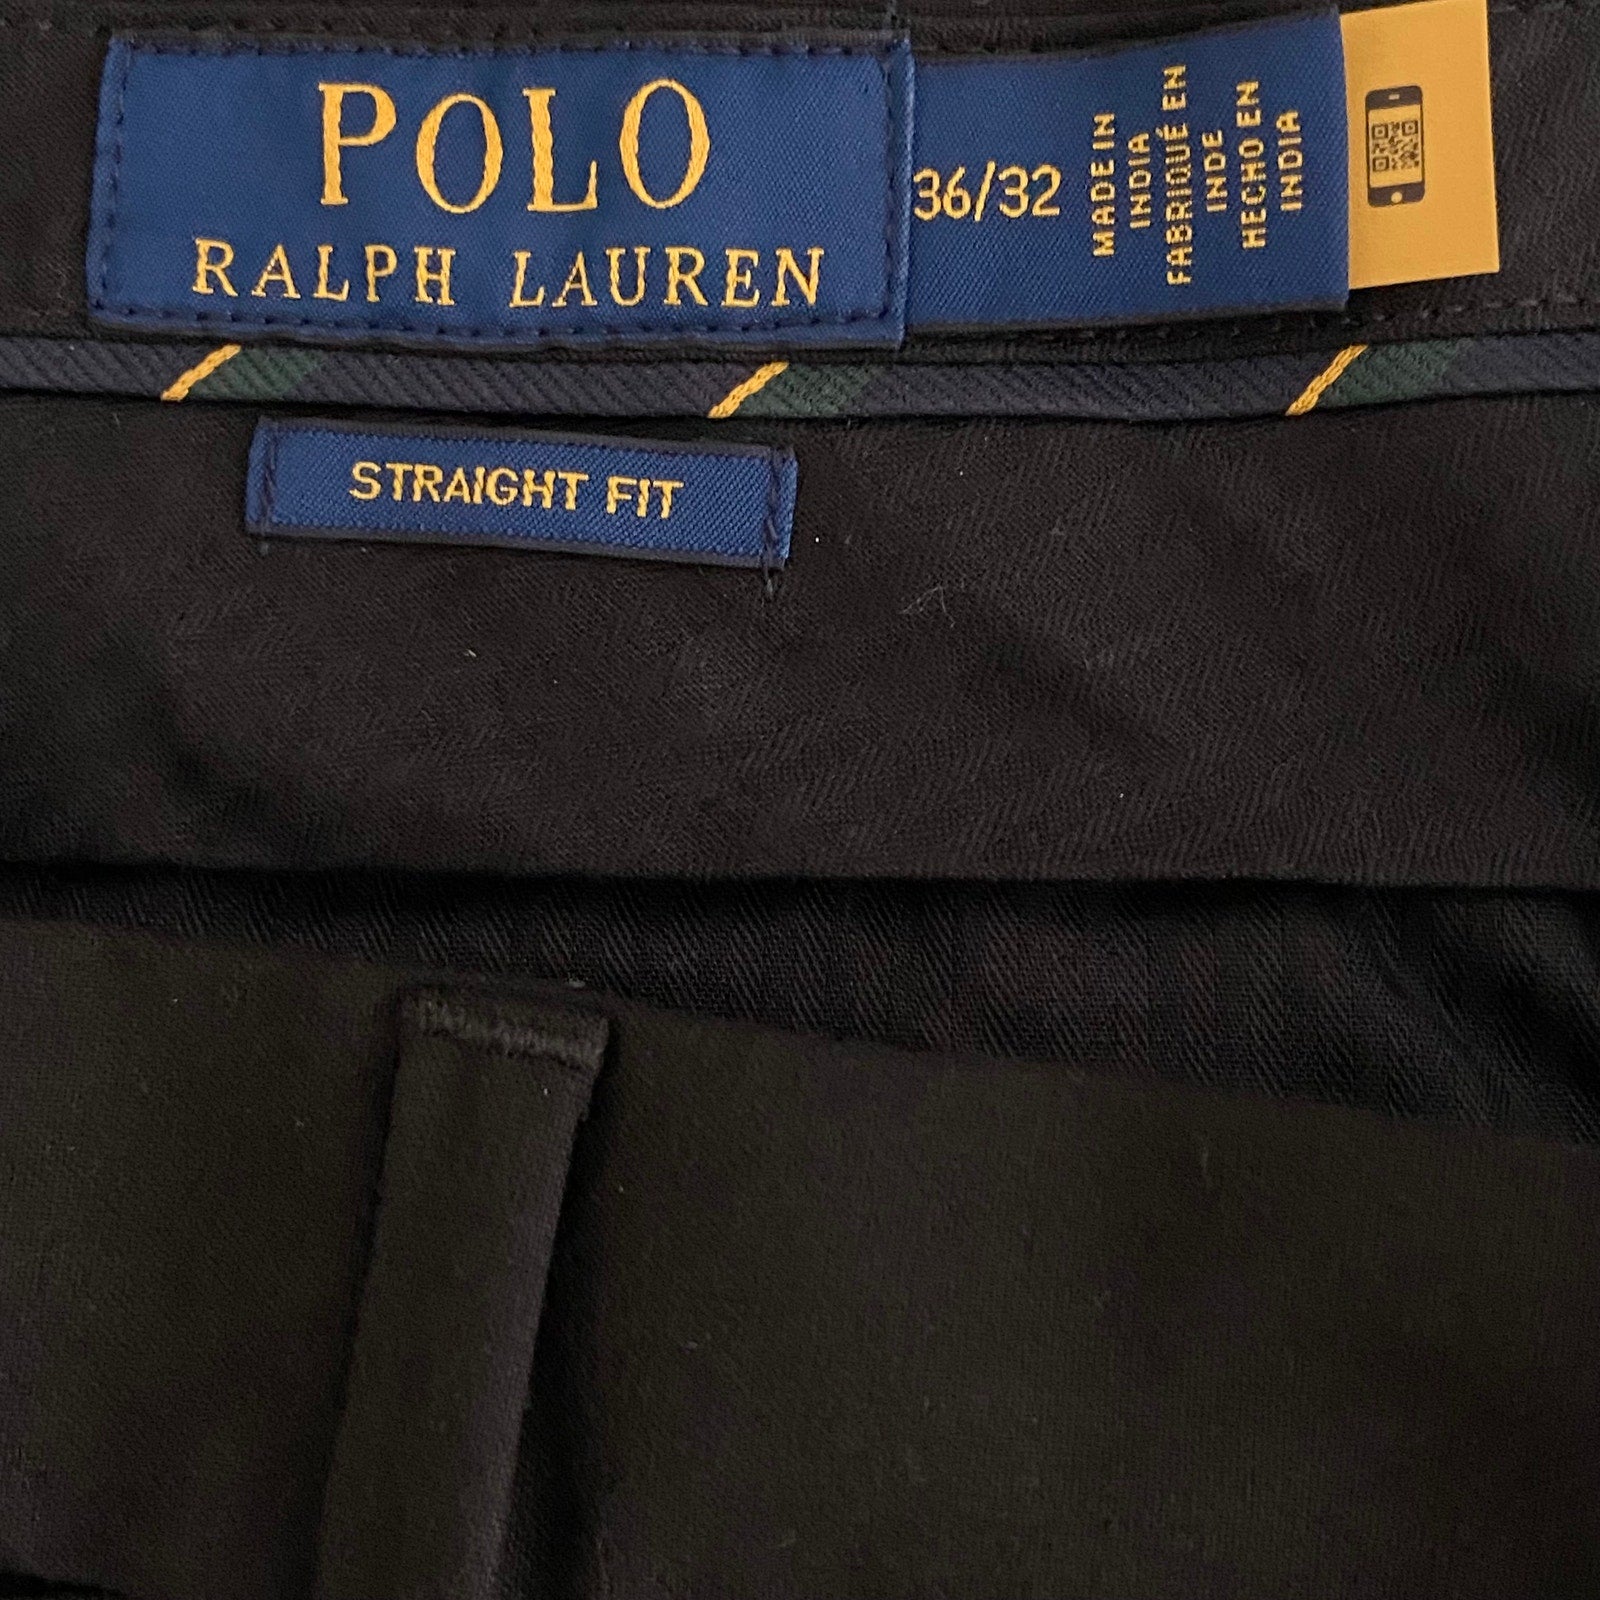 POLO
RALPH LAUREN
36/32
MADE IN
INDIA
FABRIQUÉ EN
INDE
HECHO EN
INDIA
STRAIGHT FIT